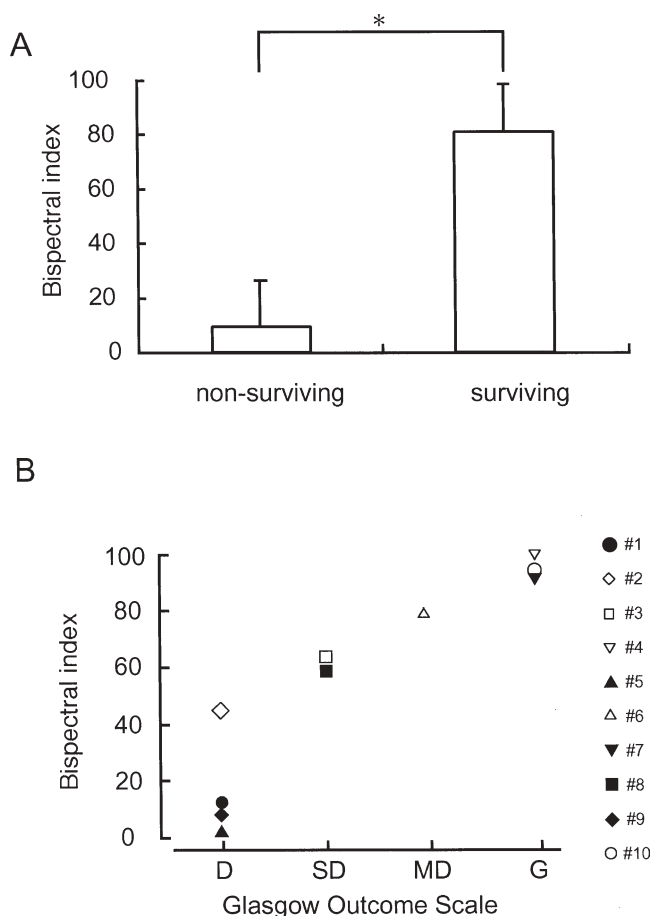 A
*
Bispectral index
100
80
60
40
20
0
non-surviving
surviving
B
Bispectral index
100
80
60
40
20
0
D
SD
MD
G
Glasgow Outcome Scale
#1
#2
#3
#4
#5
#6
#7
#8
#9
#10